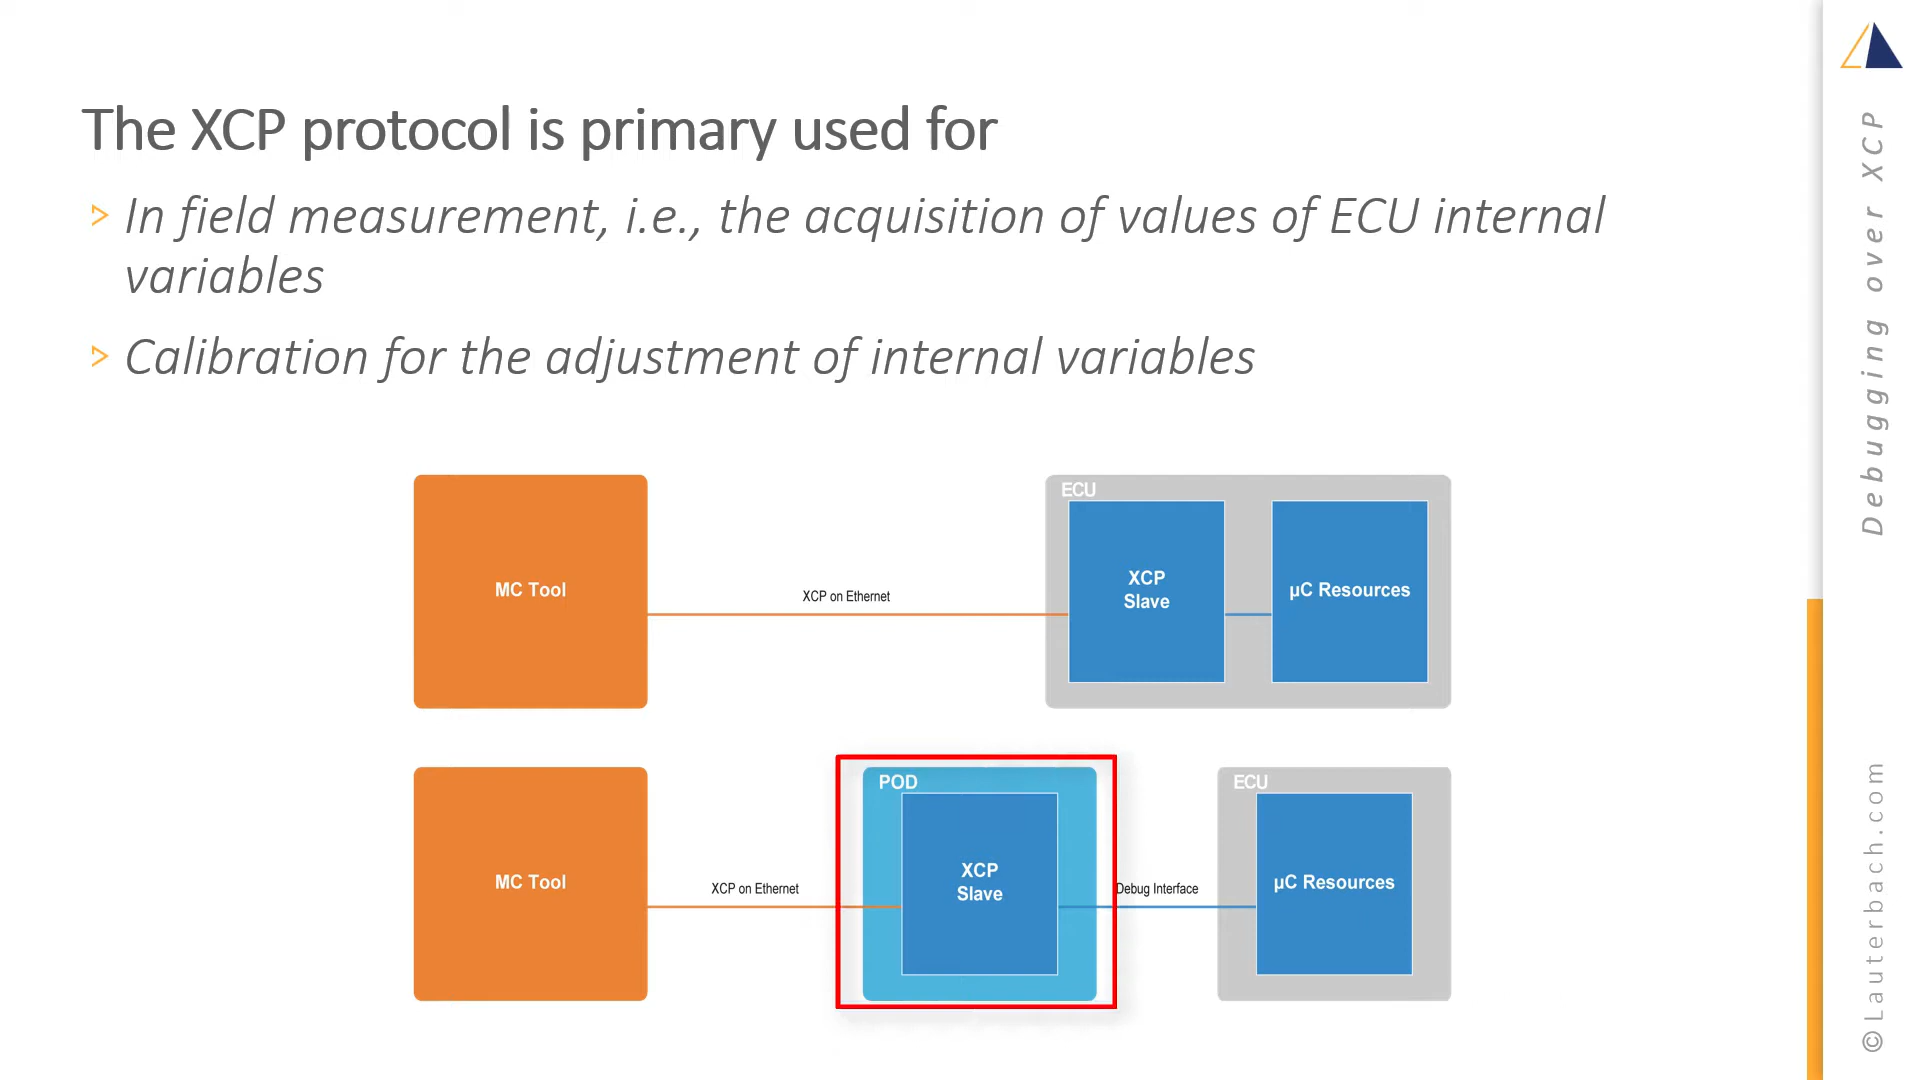 The XCP protocol is primary used for
In field measurement, i.e., the acquisition of values of ECU internal
variables
Calibration for the adjustment of internal variables
MC Tool
XCP on Ethernet
ECU
XCP
Slave
µC Resources
MC Tool
XCP on Ethernet
POD
XCP
Slave
Debug Interface
ECU
µC Resources
Debugging over XCP
©Lauterbach.com